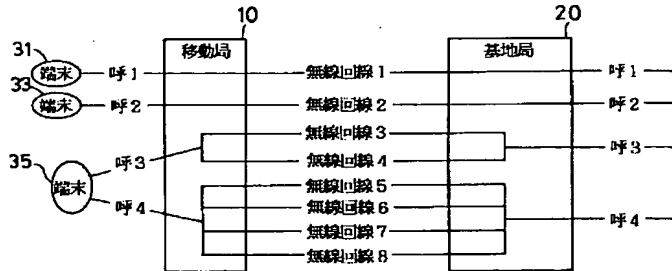 10
20
移動局
基地局
31
端末
呼1
無線回線1
呼1
33
端末
呼2
無線回線2
呼2
無線回線3
35
端末
呼3
無線回線4
呼3
無線回線5
呼4
無線回線6
呼4
無線回線7
無線回線8